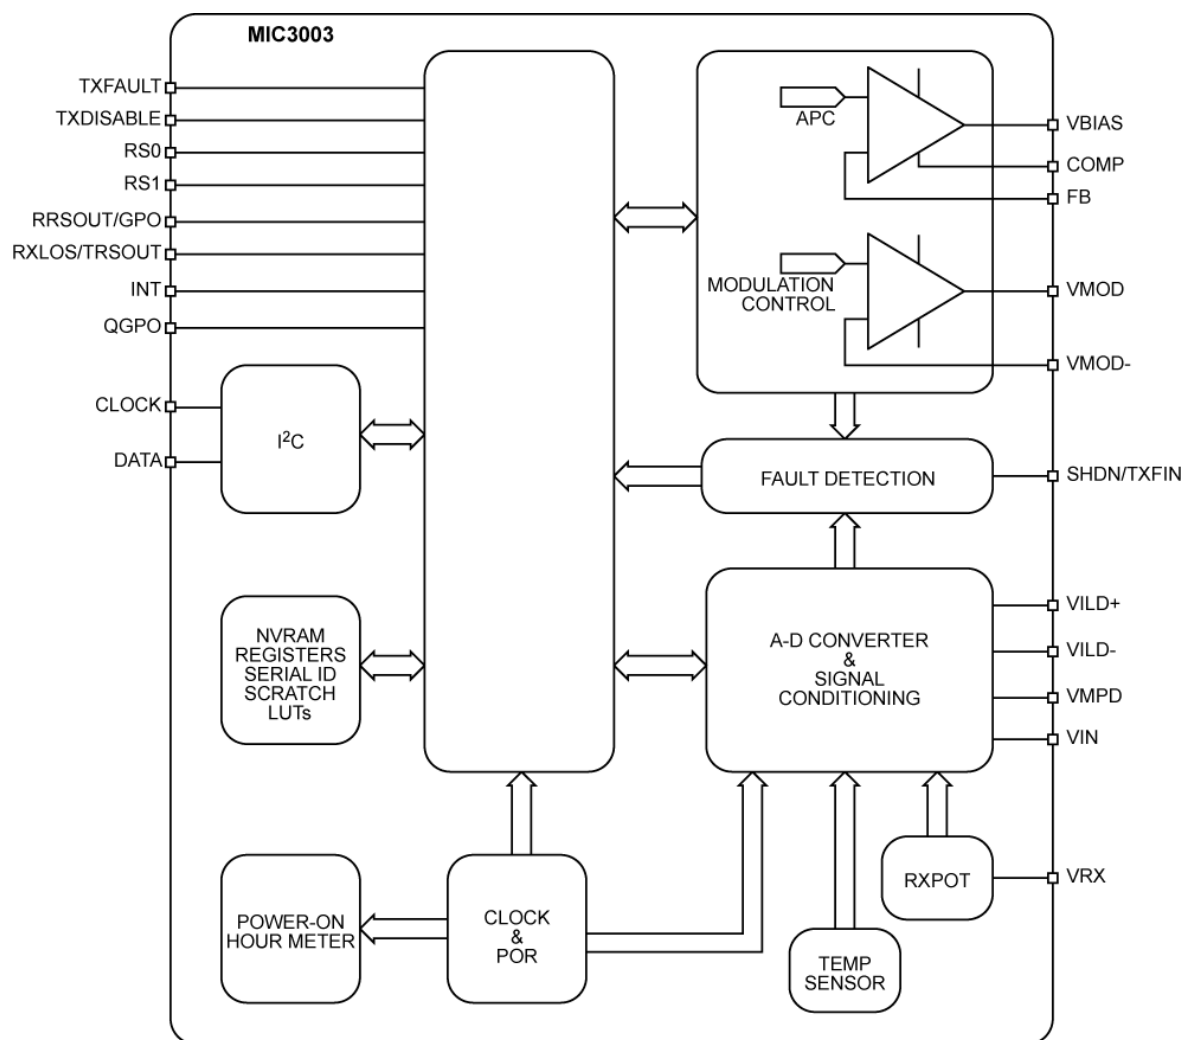 MIC3003
TXFAULT
TXDISABLE
RS0
RS1
RRSOUT/GPO
RXLOS/TRSOUT
INT
QGPO
CLOCK
DATA
I²C
NVRAM
REGISTERS
SERIAL ID
SCRATCH
LUTs
POWER-ON
HOUR METER
CLOCK
&
POR
APC
MODULATION
CONTROL
FAULT DETECTION
A-D CONVERTER
&
SIGNAL
CONDITIONING
RXPOT
TEMP
SENSOR
VBIAS
COMP
FB
VMOD
VMOD-
SHDN/TXFIN
VILD+
VILD-
VMPD
VIN
VRX